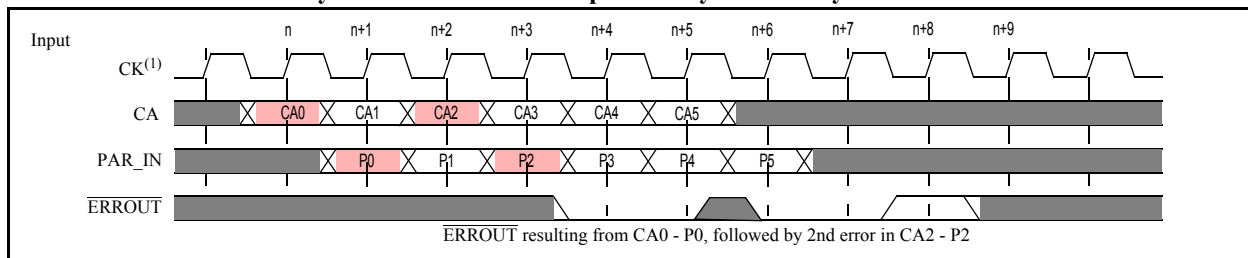 Input
n n+1 n+2 n+3 n+4 n+5 n+6 n+7 n+8 n+9
CK(1)
CA CA0 CA1 CA2 CA3 CA4 CA5
PAR_IN P0 P1 P2 P3 P4 P5
ERROUT
ERROUT resulting from CA0 - P0, followed by 2nd error in CA2 - P2